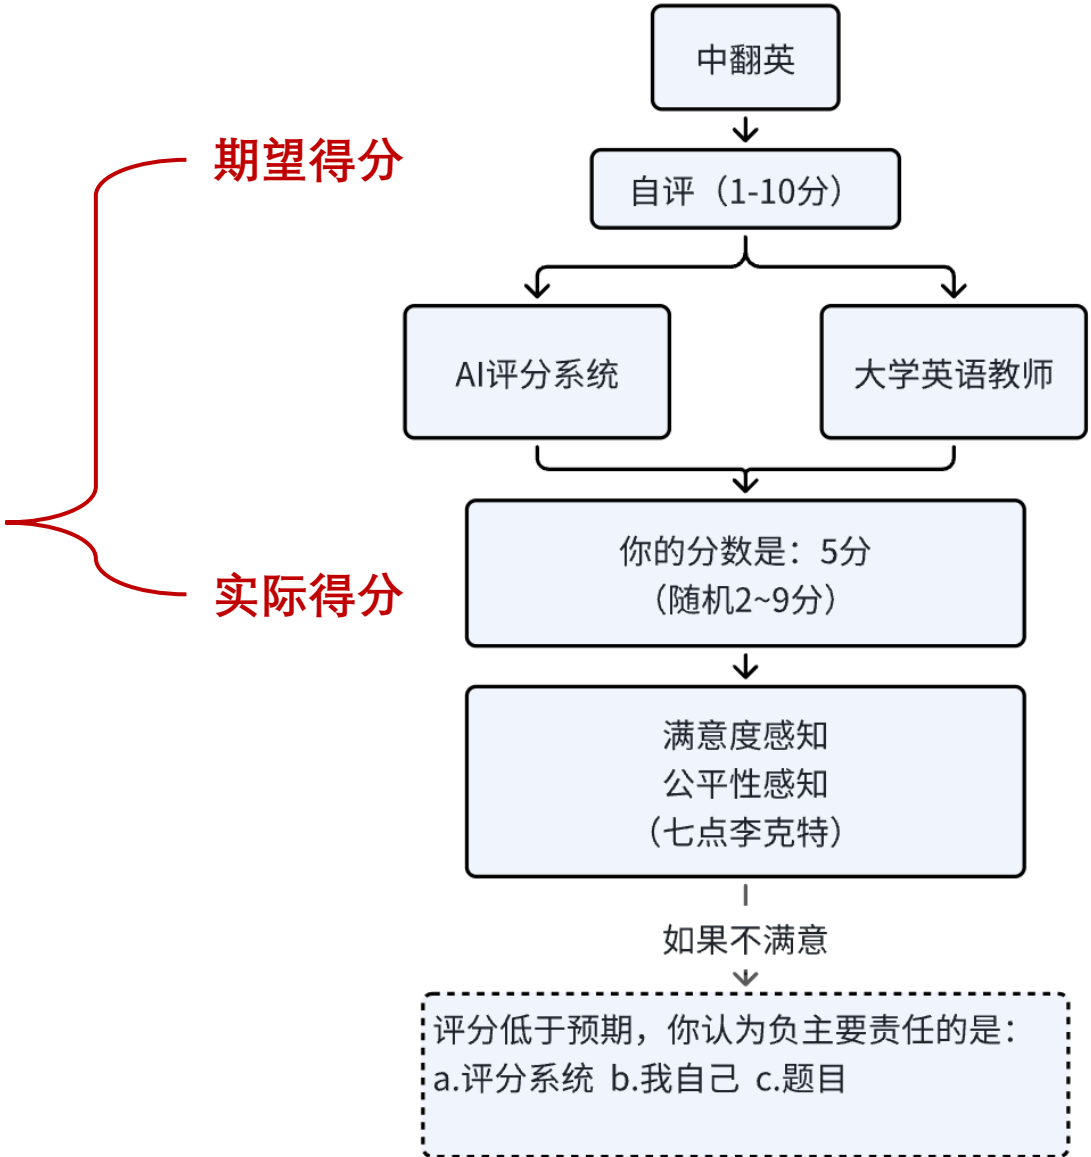 中翻英
期望得分
自评（1-10分）
AI评分系统
大学英语教师
你的分数是：5分
（随机2~9分）
实际得分
满意度感知
公平性感知
（七点李克特）
如果不满意
评分低于预期，你认为负主要责任的是：
a.评分系统 b.我自己 c.题目